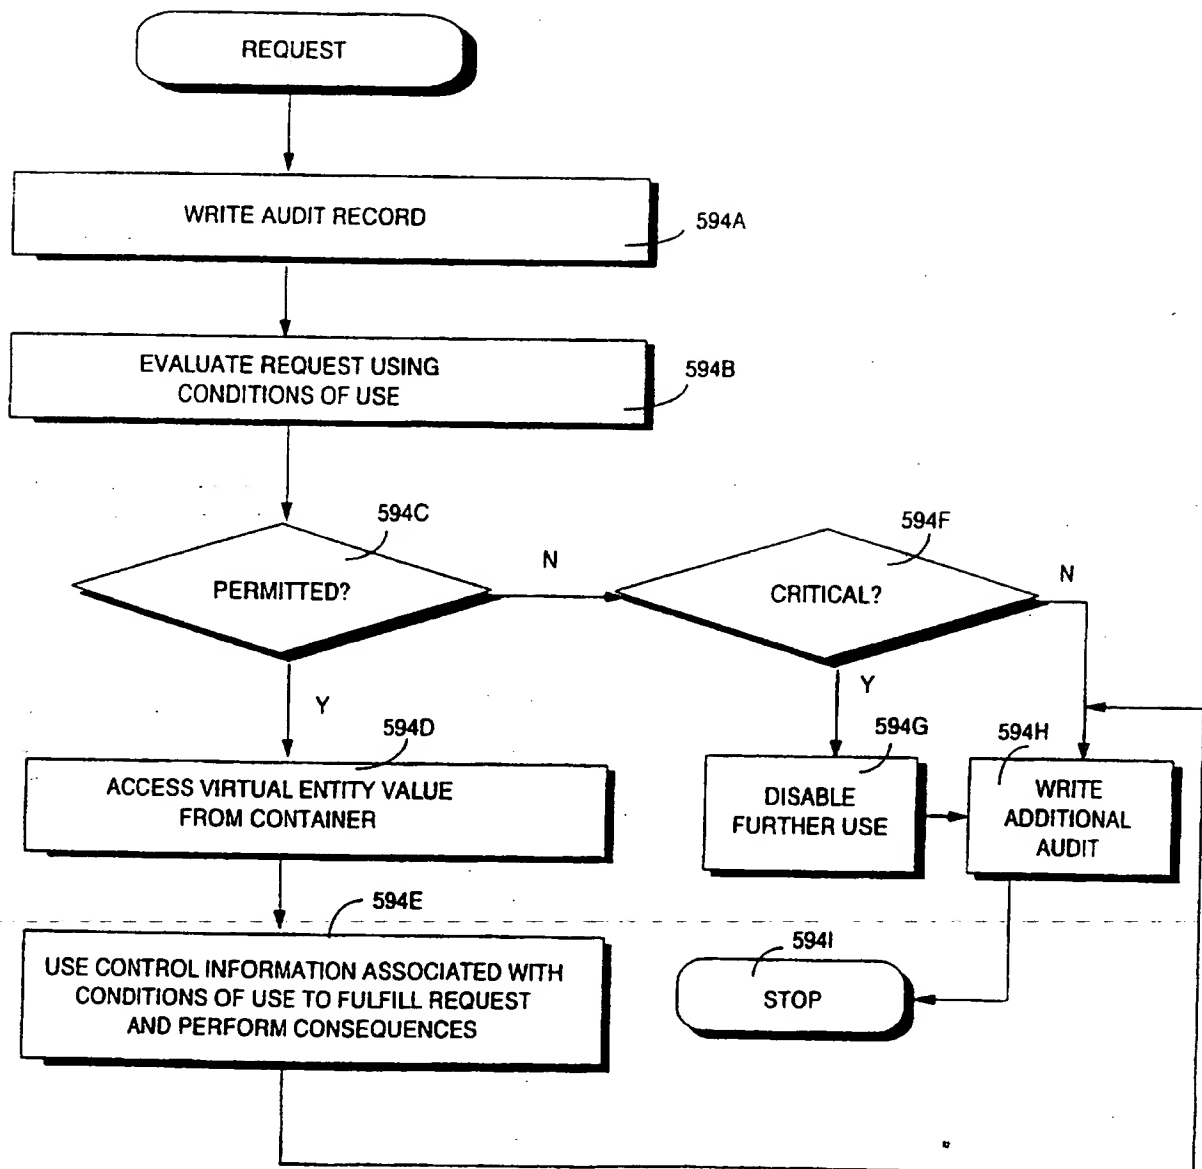 REQUEST
WRITE AUDIT RECORD
594A
EVALUATE REQUEST USING
CONDITIONS OF USE
594B
594C
PERMITTED?
N
594F
CRITICAL?
N
Y
Y
594D
ACCESS VIRTUAL ENTITY VALUE
FROM CONTAINER
594G
DISABLE
FURTHER USE
594H
WRITE
ADDITIONAL
AUDIT
594E
USE CONTROL INFORMATION ASSOCIATED WITH
CONDITIONS OF USE TO FULFILL REQUEST
AND PERFORM CONSEQUENCES
594I
STOP